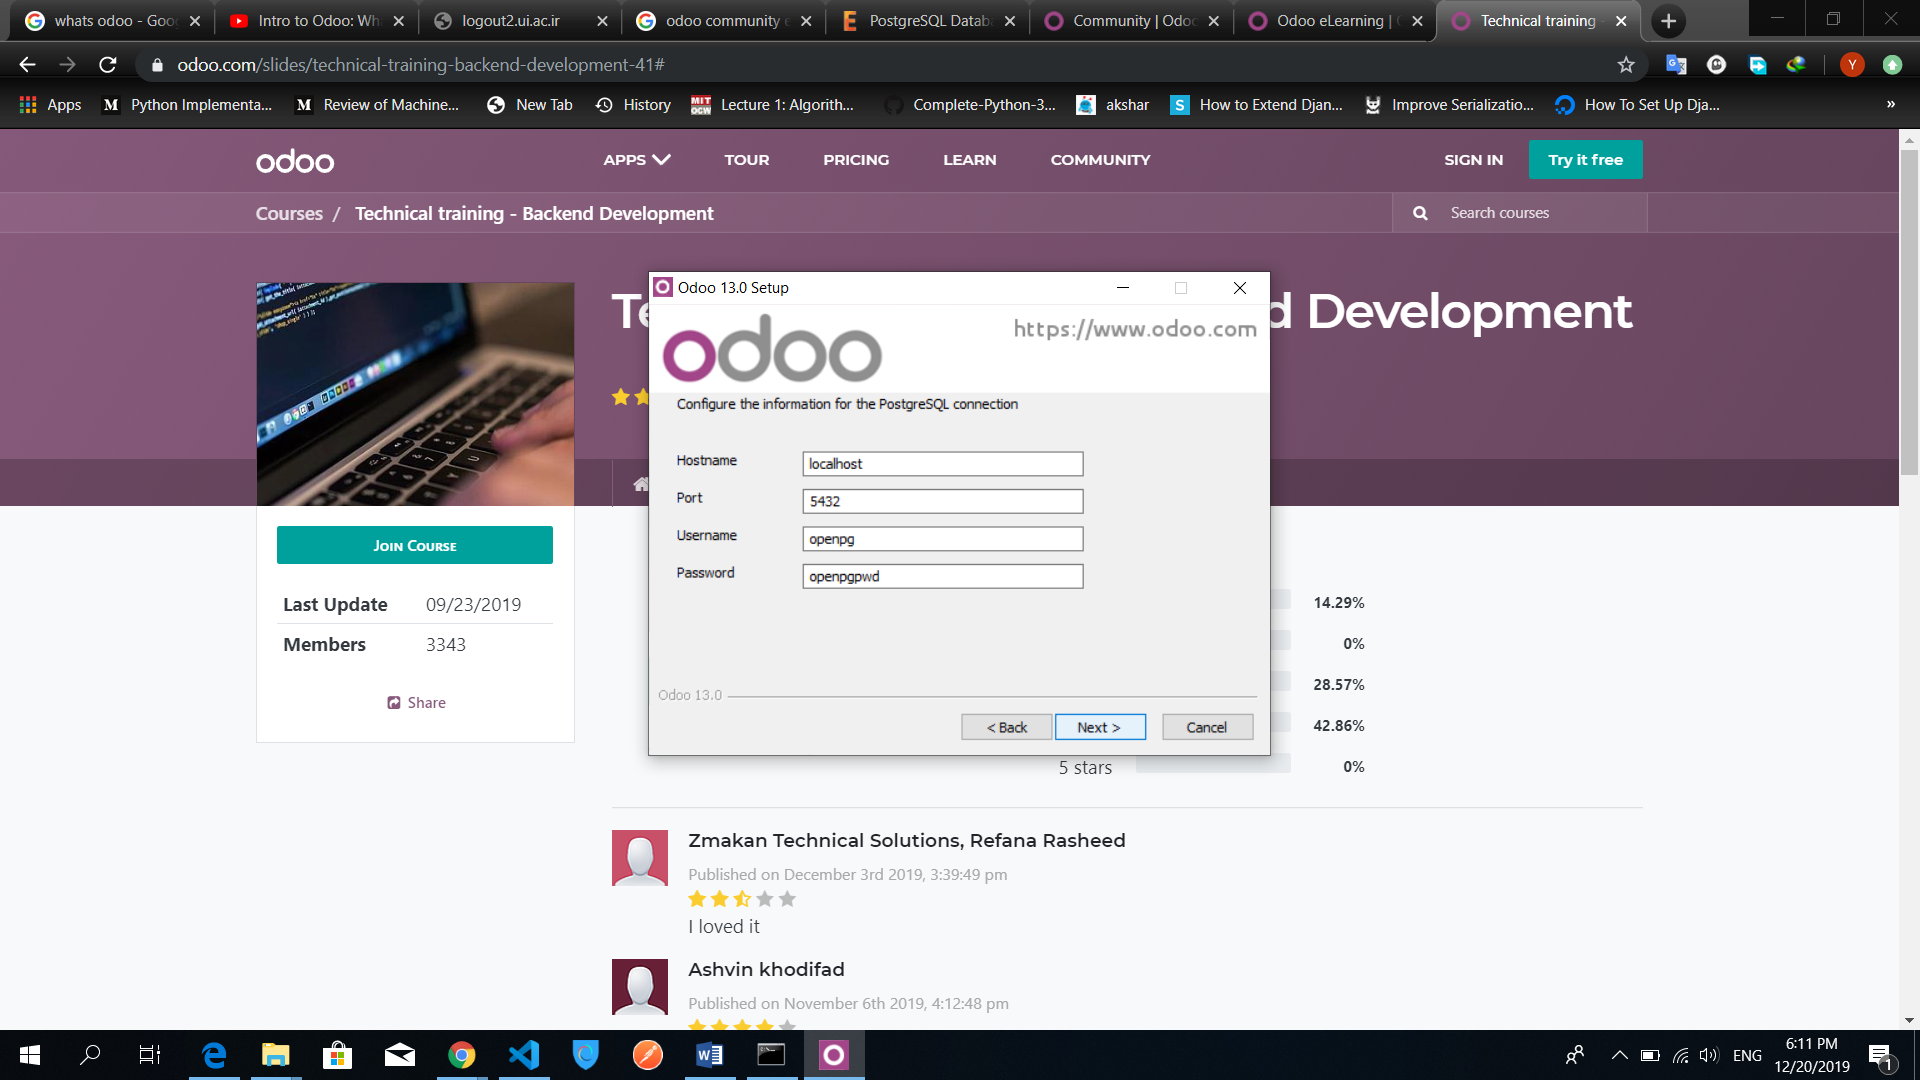 whats odoo - Goo
Intro to Odoo: Wh
logout2.ui.ac.ir
odoo community e
PostgreSQL Datab
Community | Odoo
Odoo eLearning |
Technical training
odoo.com/slides/technical-training-backend-development-41#
Y
Apps
Python Implementa...
Review of Machine...
New Tab
History
Lecture 1: Algorith...
Complete-Python-3...
akshar
How to Extend Djan...
Improve Serializatio...
How To Set Up Dja...
»
odoo
APPS
TOUR
PRICING
LEARN
COMMUNITY
SIGN IN
Try it free
Courses / Technical training - Backend Development
Search courses
Odoo 13.0 Setup
Te
d Development
odoo
https://www.odoo.com
Configure the information for the PostgreSQL connection
Hostname
localhost
Port
5432
Username
openpg
Password
openpgpwd
Odoo 13.0
< Back
Next >
Cancel
JOIN COURSE
Last Update 09/23/2019
Members 3343
Share
14.29%
0%
28.57%
42.86%
5 stars 0%
Zmakan Technical Solutions, Refana Rasheed
Published on December 3rd 2019, 3:39:49 pm
I loved it
Ashvin khodifad
Published on November 6th 2019, 4:12:48 pm
ENG
6:11 PM
12/20/2019
1